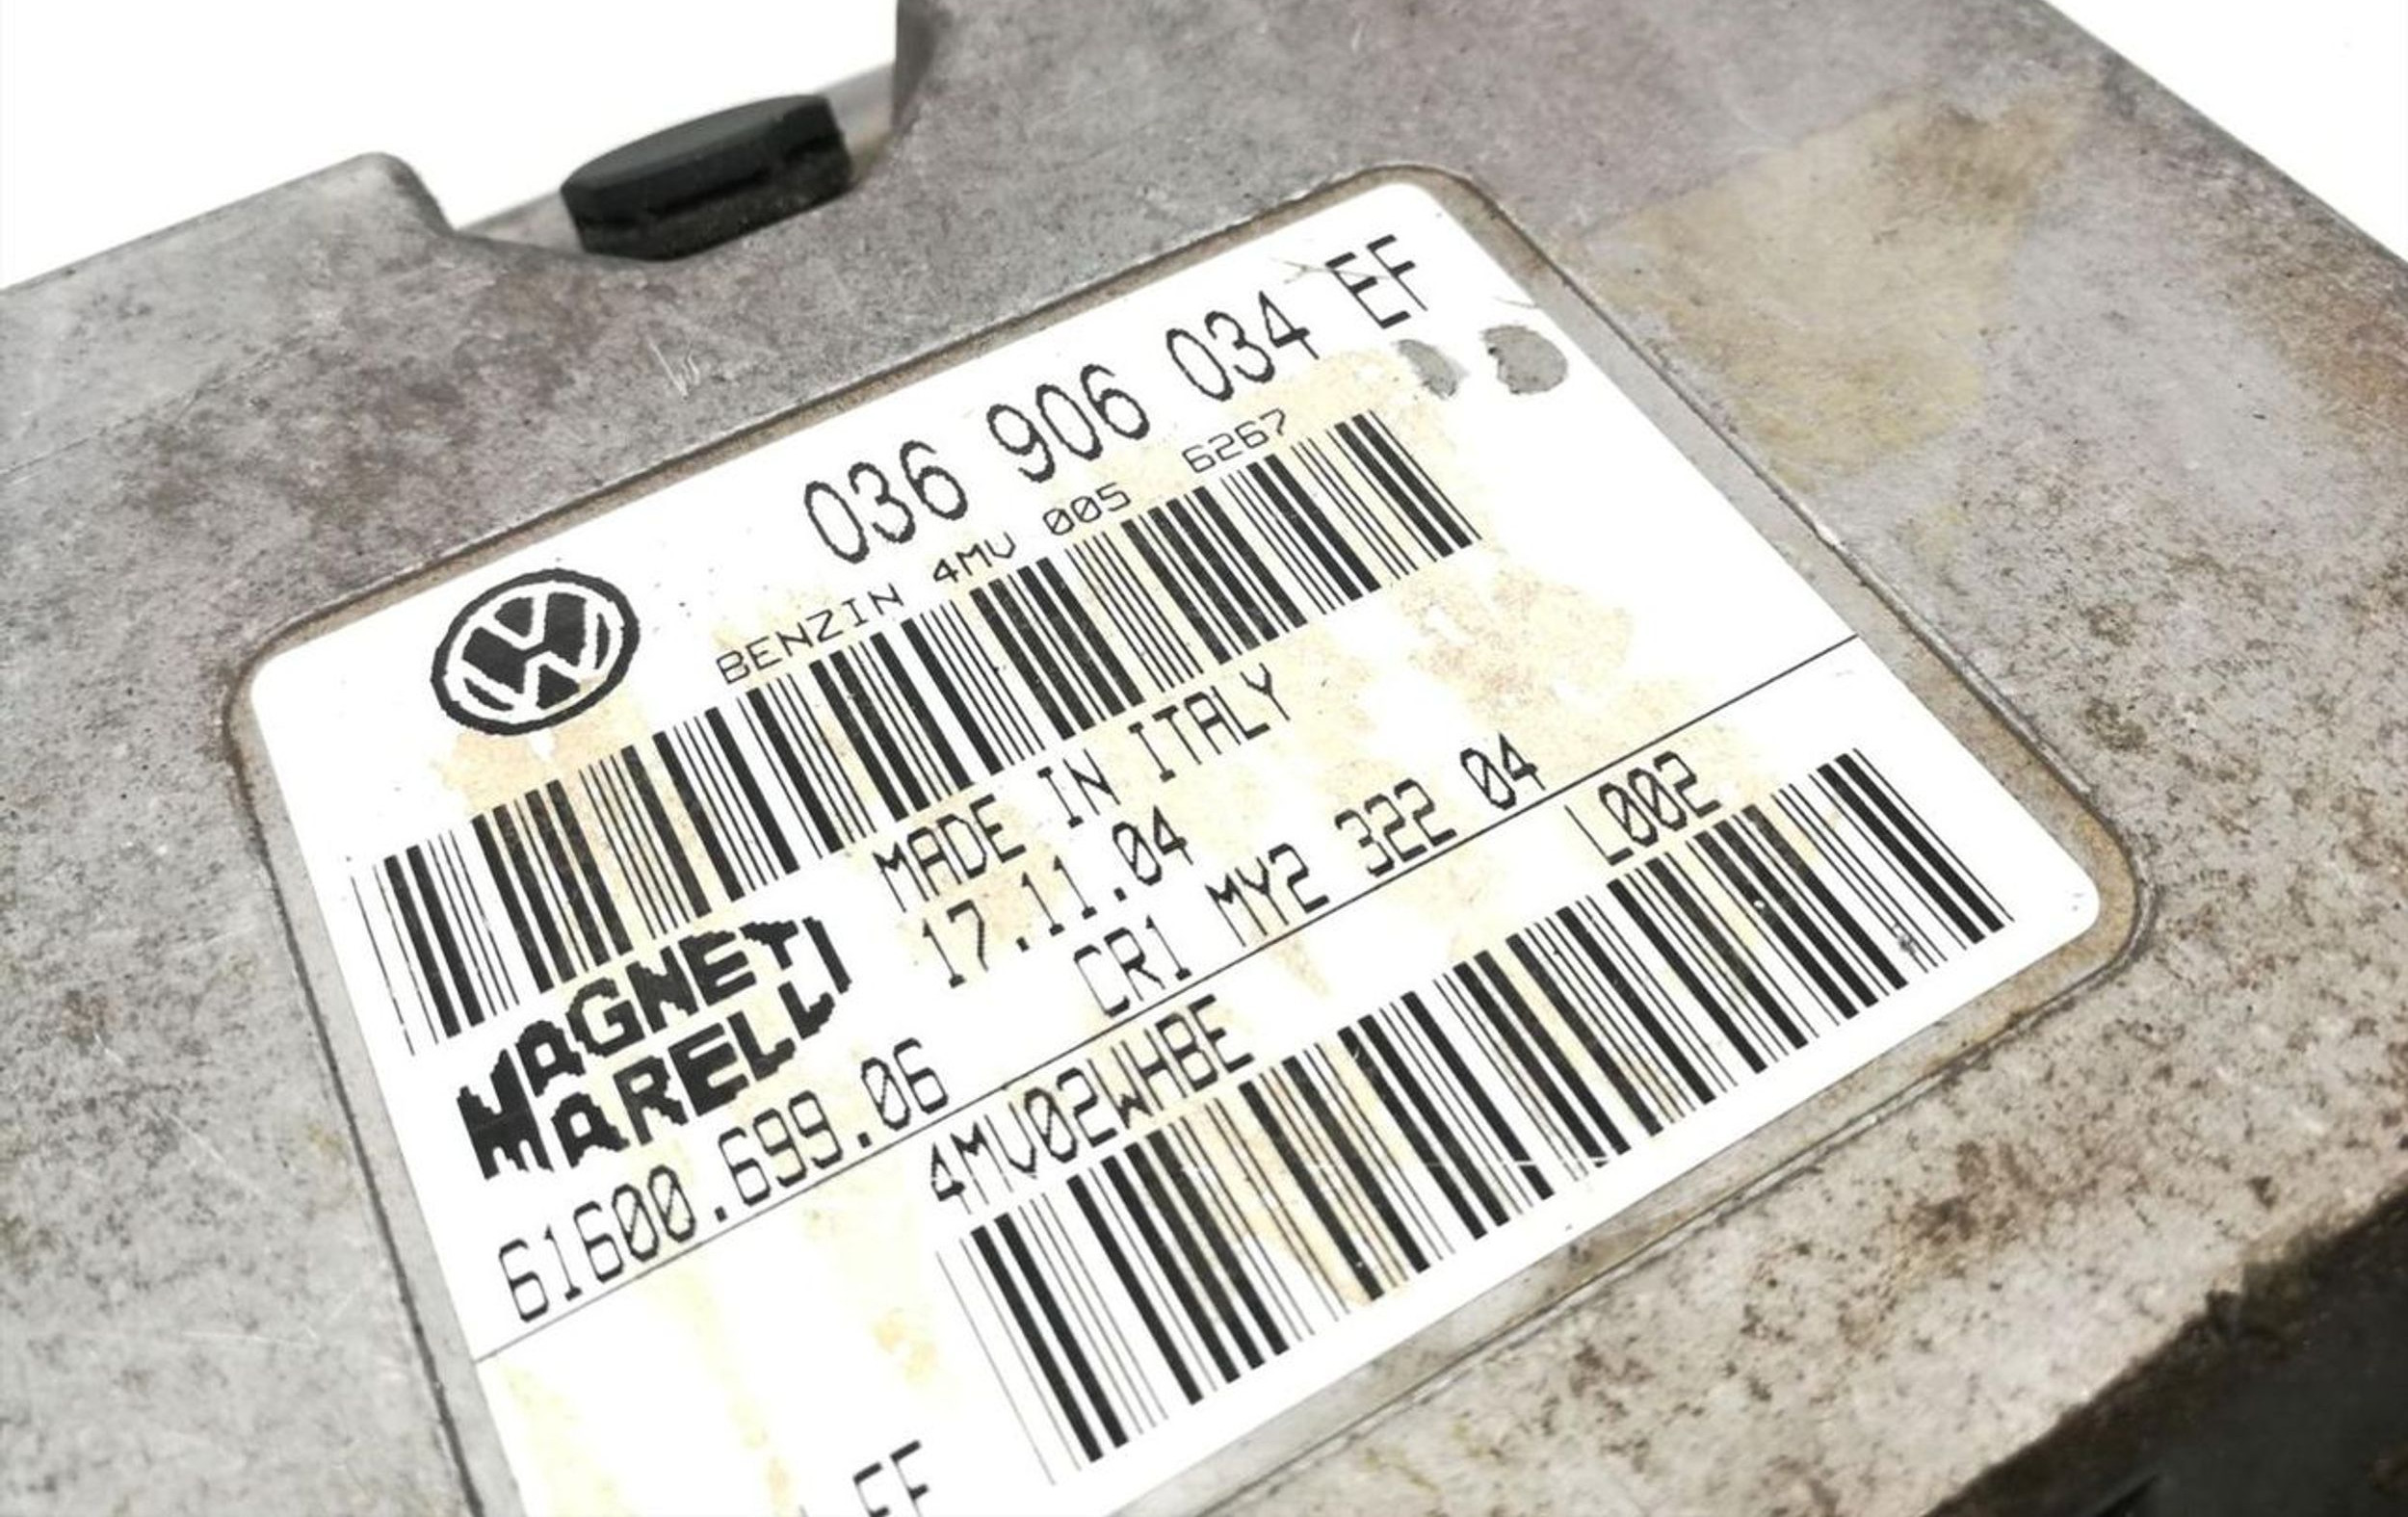 036 906 034 EF
BENZIN 4MV 005 6267
MADE IN ITALY
17.11.04
MAGNETI
MARELLI
61600.699.06 CR1 MY2 322 04
4MV02WHBE L002